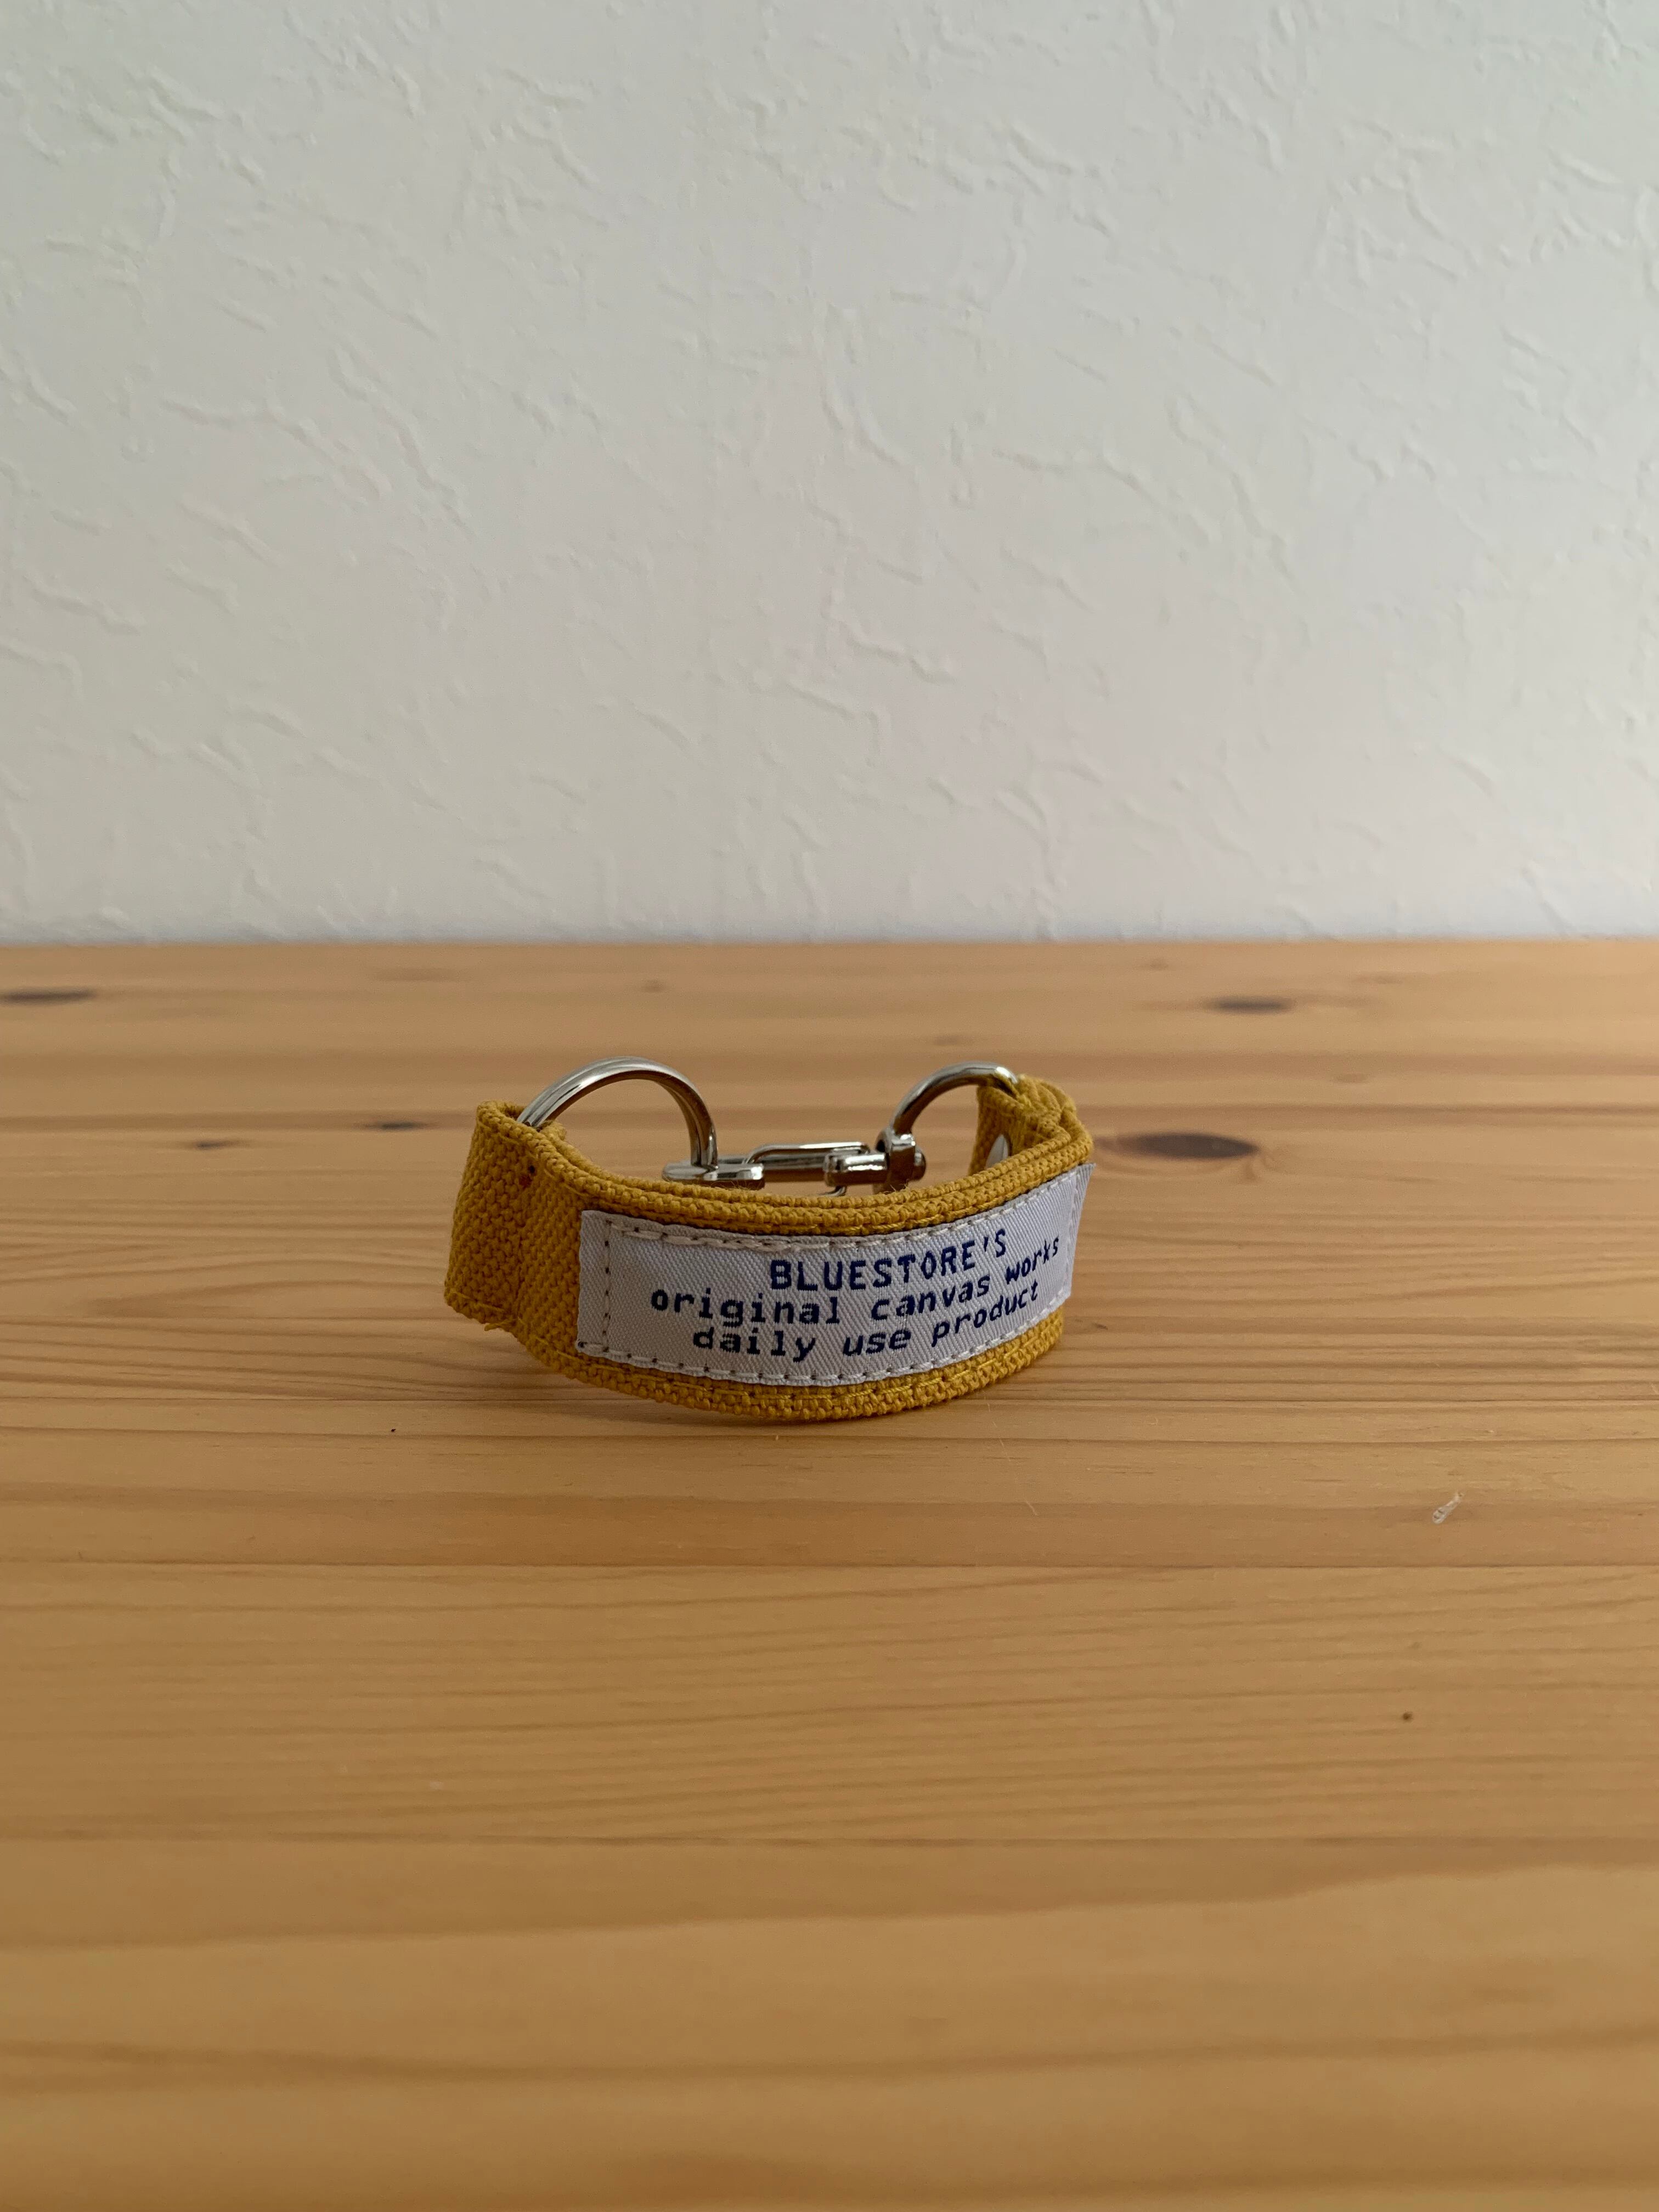 BLUESTORE'S
original canvas works
daily use product